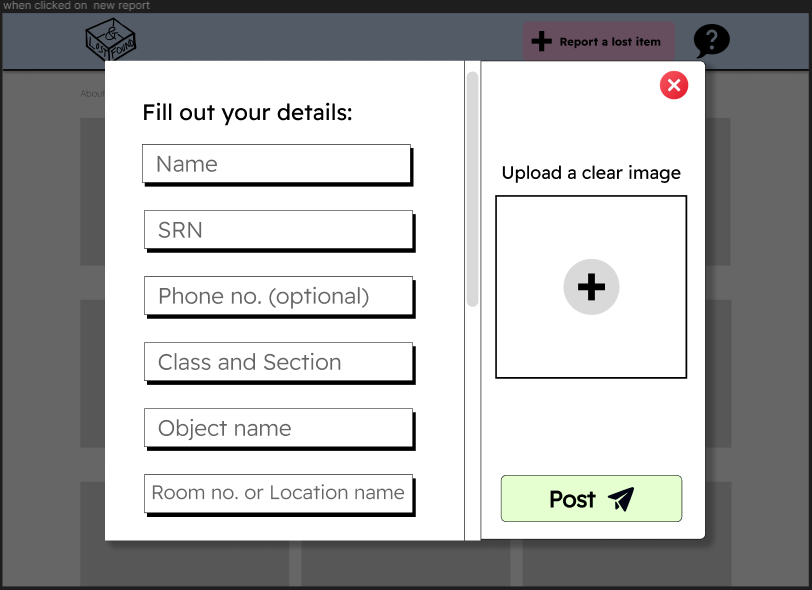 when clicked on  new report
&
LOST
FOUND
Report a lost item
?
About
Fill out your details:
Name
SRN
Phone no. (optional)
Class and Section
Object name
Room no. or Location name
Upload a clear image
Post